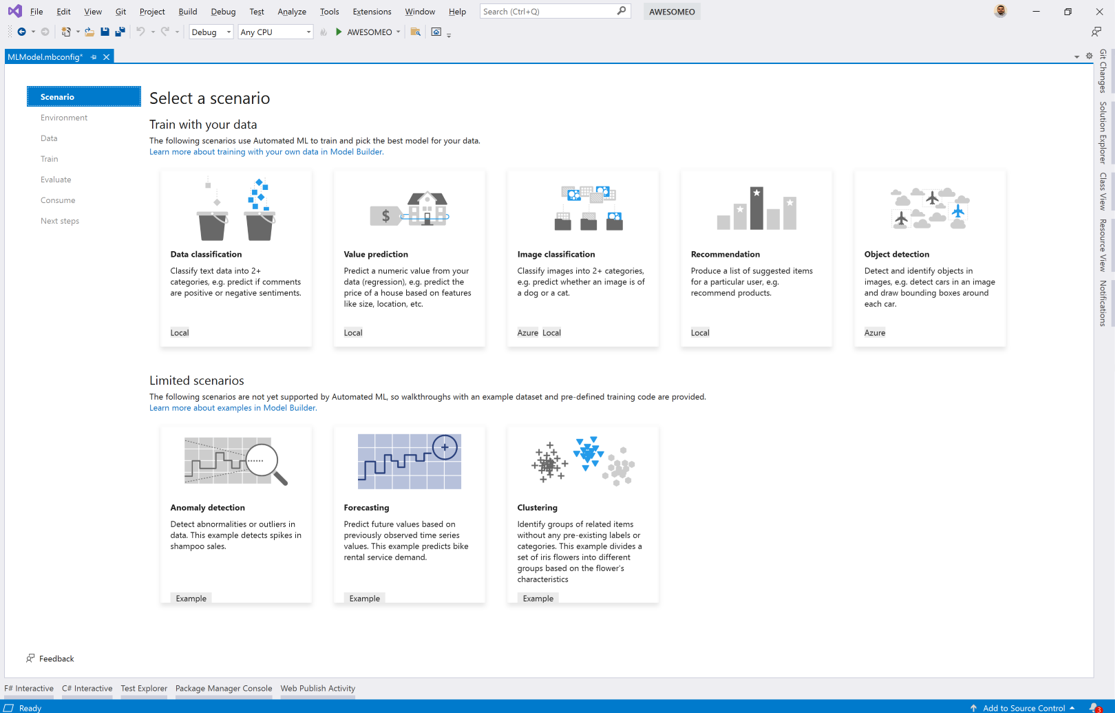 File Edit View Git Project Build Debug Test Analyze Tools Extensions Window Help Search (Ctrl+Q) AWESOMEO
Debug Any CPU AWESOMEO
MLModel.mbconfig*
Scenario
Environment
Data
Train
Evaluate
Consume
Next steps
Select a scenario
Train with your data
The following scenarios use Automated ML to train and pick the best model for your data.
Learn more about training with your own data in Model Builder.
$
Data classification
Classify text data into 2+
categories, e.g. predict if comments
are positive or negative sentiments.
Local
Value prediction
Predict a numeric value from your
data (regression), e.g. predict the
price of a house based on features
like size, location, etc.
Local
Image classification
Classify images into 2+ categories,
e.g. predict whether an image is of
a dog or a cat.
Azure Local
Recommendation
Produce a list of suggested items
for a particular user, e.g.
recommend products.
Local
Object detection
Detect and identify objects in
images, e.g. detect cars in an image
and draw bounding boxes around
each car.
Azure
Limited scenarios
The following scenarios are not yet supported by Automated ML, so walkthroughs with an example dataset and pre-defined training code are provided.
Learn more about examples in Model Builder.
Anomaly detection
Detect abnormalities or outliers in
data. This example detects spikes in
shampoo sales.
Example
Forecasting
Predict future values based on
previously observed time series
values. This example predicts bike
rental service demand.
Example
Clustering
Identify groups of related items
without any pre-existing labels or
categories. This example divides a
set of iris flowers into different
groups based on the flower's
characteristics
Example
Feedback
Git Changes
Solution Explorer
Class View
Resource View
Notifications
F# Interactive C# Interactive Test Explorer Package Manager Console Web Publish Activity
Ready Add to Source Control 3